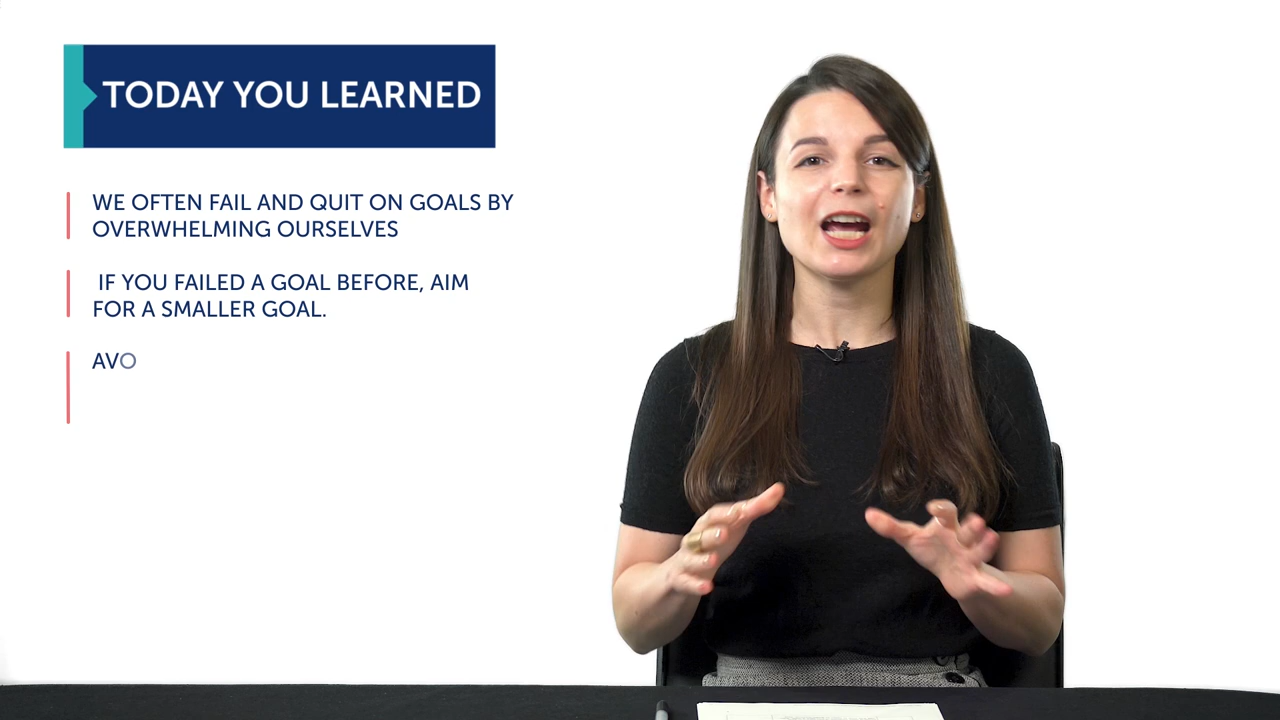 TODAY YOU LEARNED
WE OFTEN FAIL AND QUIT ON GOALS BY
OVERWHELMING OURSELVES
IF YOU FAILED A GOAL BEFORE, AIM
FOR A SMALLER GOAL.
AVO